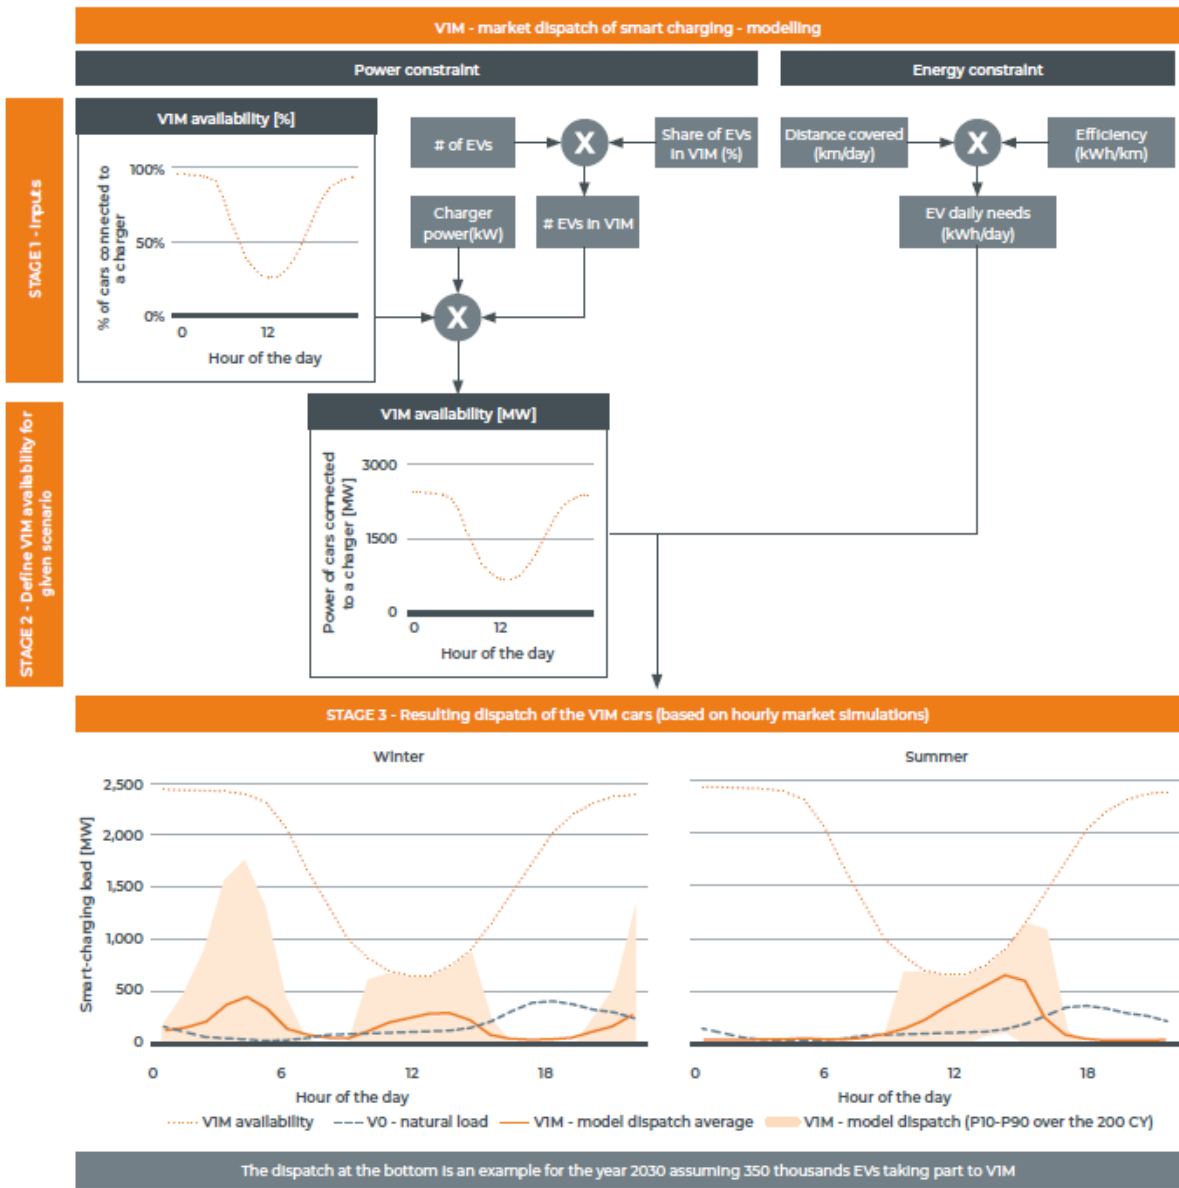 V1M - market dispatch of smart charging - modelling
Power constraint
Energy constraint
STAGE 1 - Inputs
V1M availability [%]
% of cars connected to
a charger
100%
50%
0%
0
12
Hour of the day
# of EVs
X
Share of EVs
in V1M (%)
Charger
power(kW)
# EVs in V1M
X
Distance covered
(km/day)
X
Efficiency
(kWh/km)
EV daily needs
(kWh/day)
STAGE 2 - Define V1M availability for
given scenario
V1M availability [MW]
Power of cars connected
to a charger [MW]
3000
1500
0
0
12
Hour of the day
STAGE 3 - Resulting dispatch of the V1M cars (based on hourly market simulations)
Winter
Summer
Smart-charging load [MW]
2,500
2,000
1,500
1,000
500
0
0
6
12
18
Hour of the day
0
6
12
18
Hour of the day
V1M availability
V0 - natural load
V1M - model dispatch average
V1M - model dispatch (P10-P90 over the 200 CY)
The dispatch at the bottom is an example for the year 2030 assuming 350 thousands EVs taking part to V1M